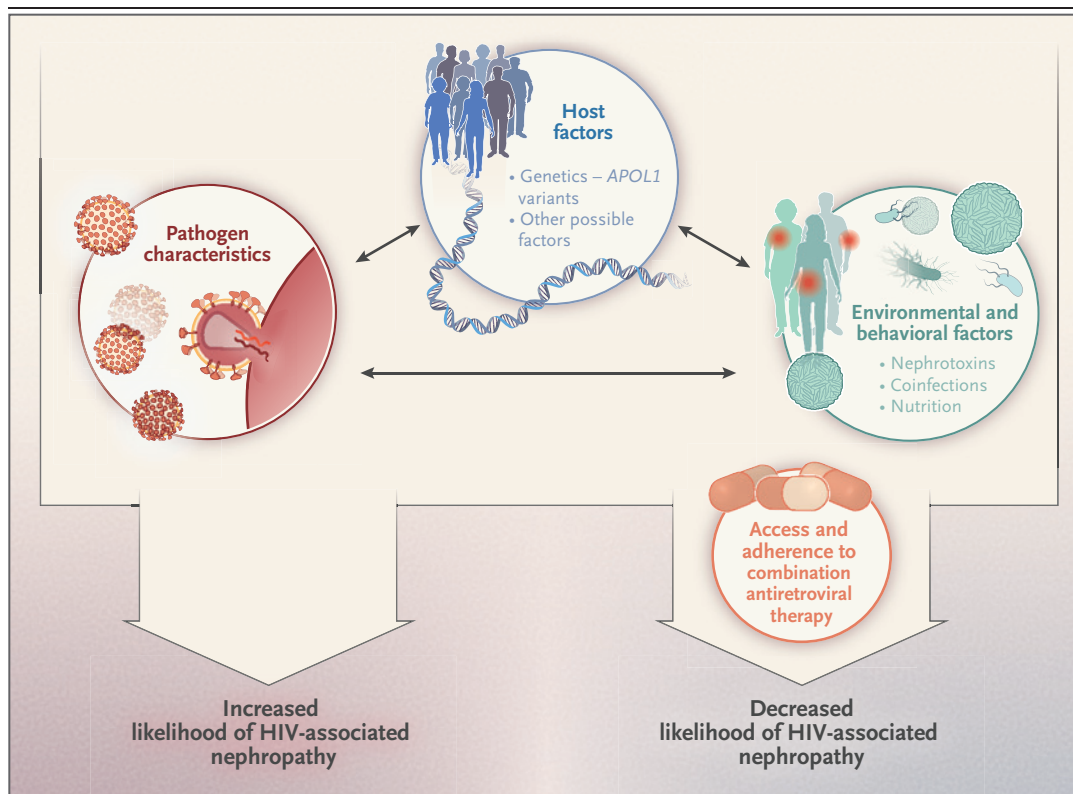 Host
factors
• Genetics – APOL1
variants
• Other possible
factors
Pathogen
characteristics
Environmental and
behavioral factors
• Nephrotoxins
• Coinfections
• Nutrition
Access and
adherence to
combination
antiretroviral
therapy
Increased
likelihood of HIV-associated
nephropathy
Decreased
likelihood of HIV-associated
nephropathy